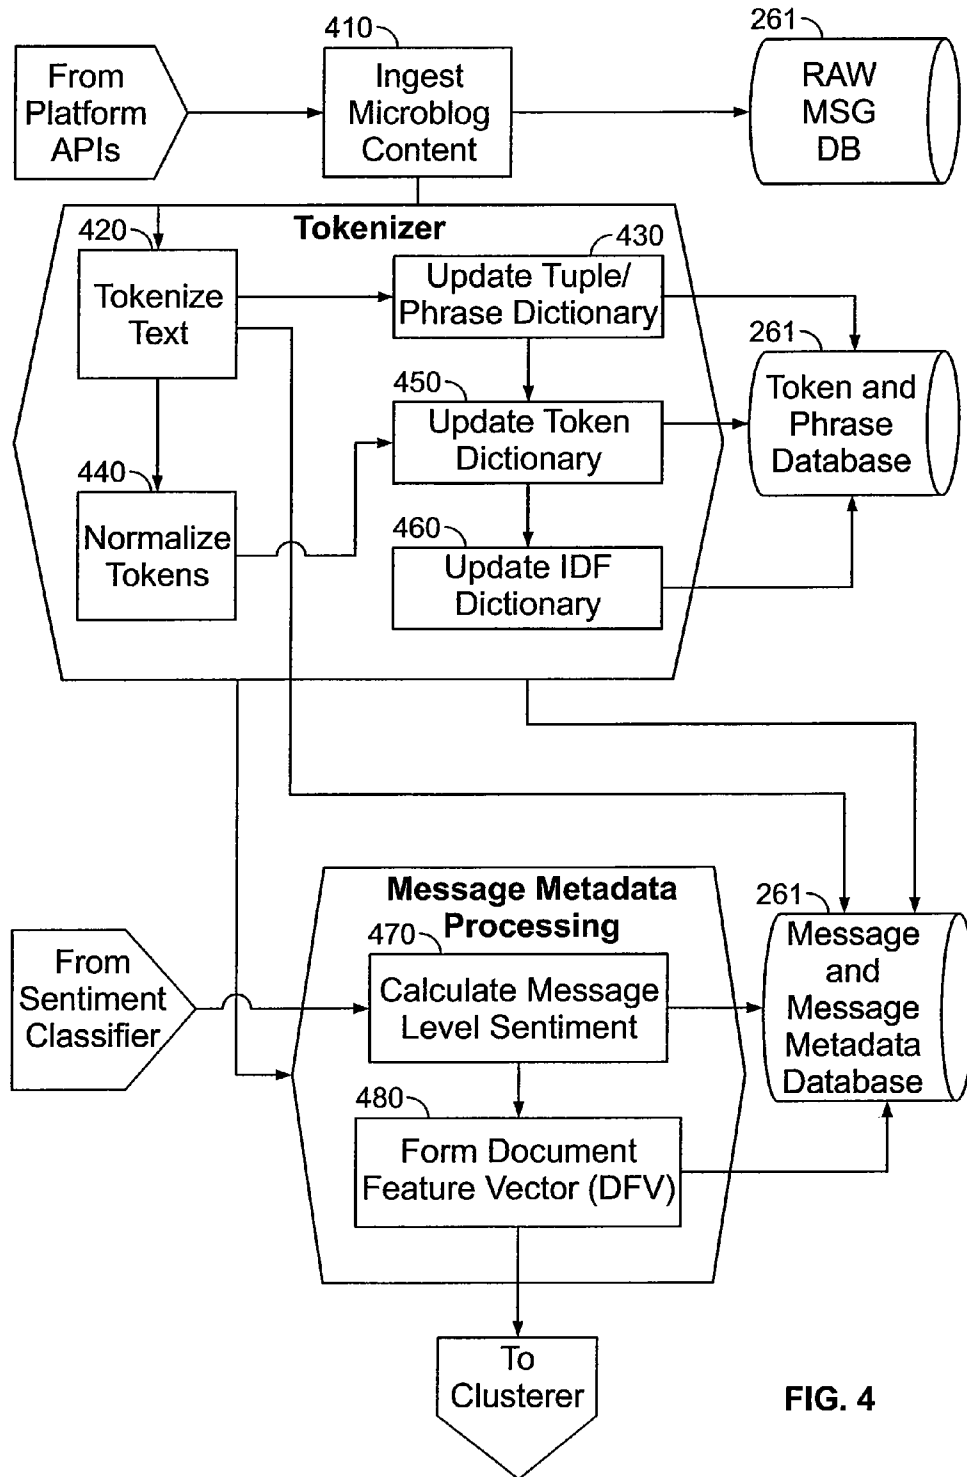 From
Platform
APIs
410
Ingest
Microblog
Content
261
RAW
MSG
DB
Tokenizer
420
Tokenize
Text
430
Update Tuple/
Phrase Dictionary
261
Token and
Phrase
Database
450
Update Token
Dictionary
440
Normalize
Tokens
460
Update IDF
Dictionary
Message Metadata
Processing
From
Sentiment
Classifier
470
Calculate Message
Level Sentiment
261
Message
and
Message
Metadata
Database
480
Form Document
Feature Vector (DFV)
To
Clusterer
FIG. 4